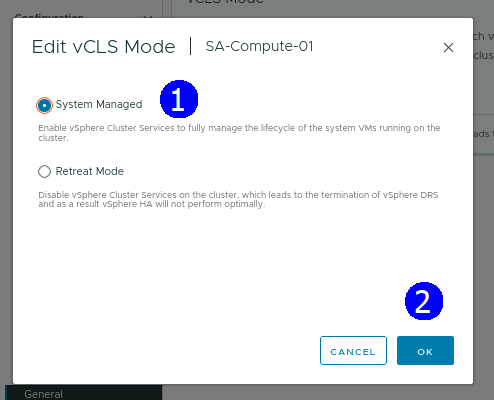 vCLS Mode
Configuration
Edit vCLS Mode | SA-Compute-01
System Managed
1
Enable vSphere Cluster Services to fully manage the lifecycle of the system VMs running on the
cluster.
Retreat Mode
Disable vSphere Cluster Services on the cluster, which leads to the termination of vSphere DRS
and as a result vSphere HA will not perform optimally.
2
CANCEL
OK
General